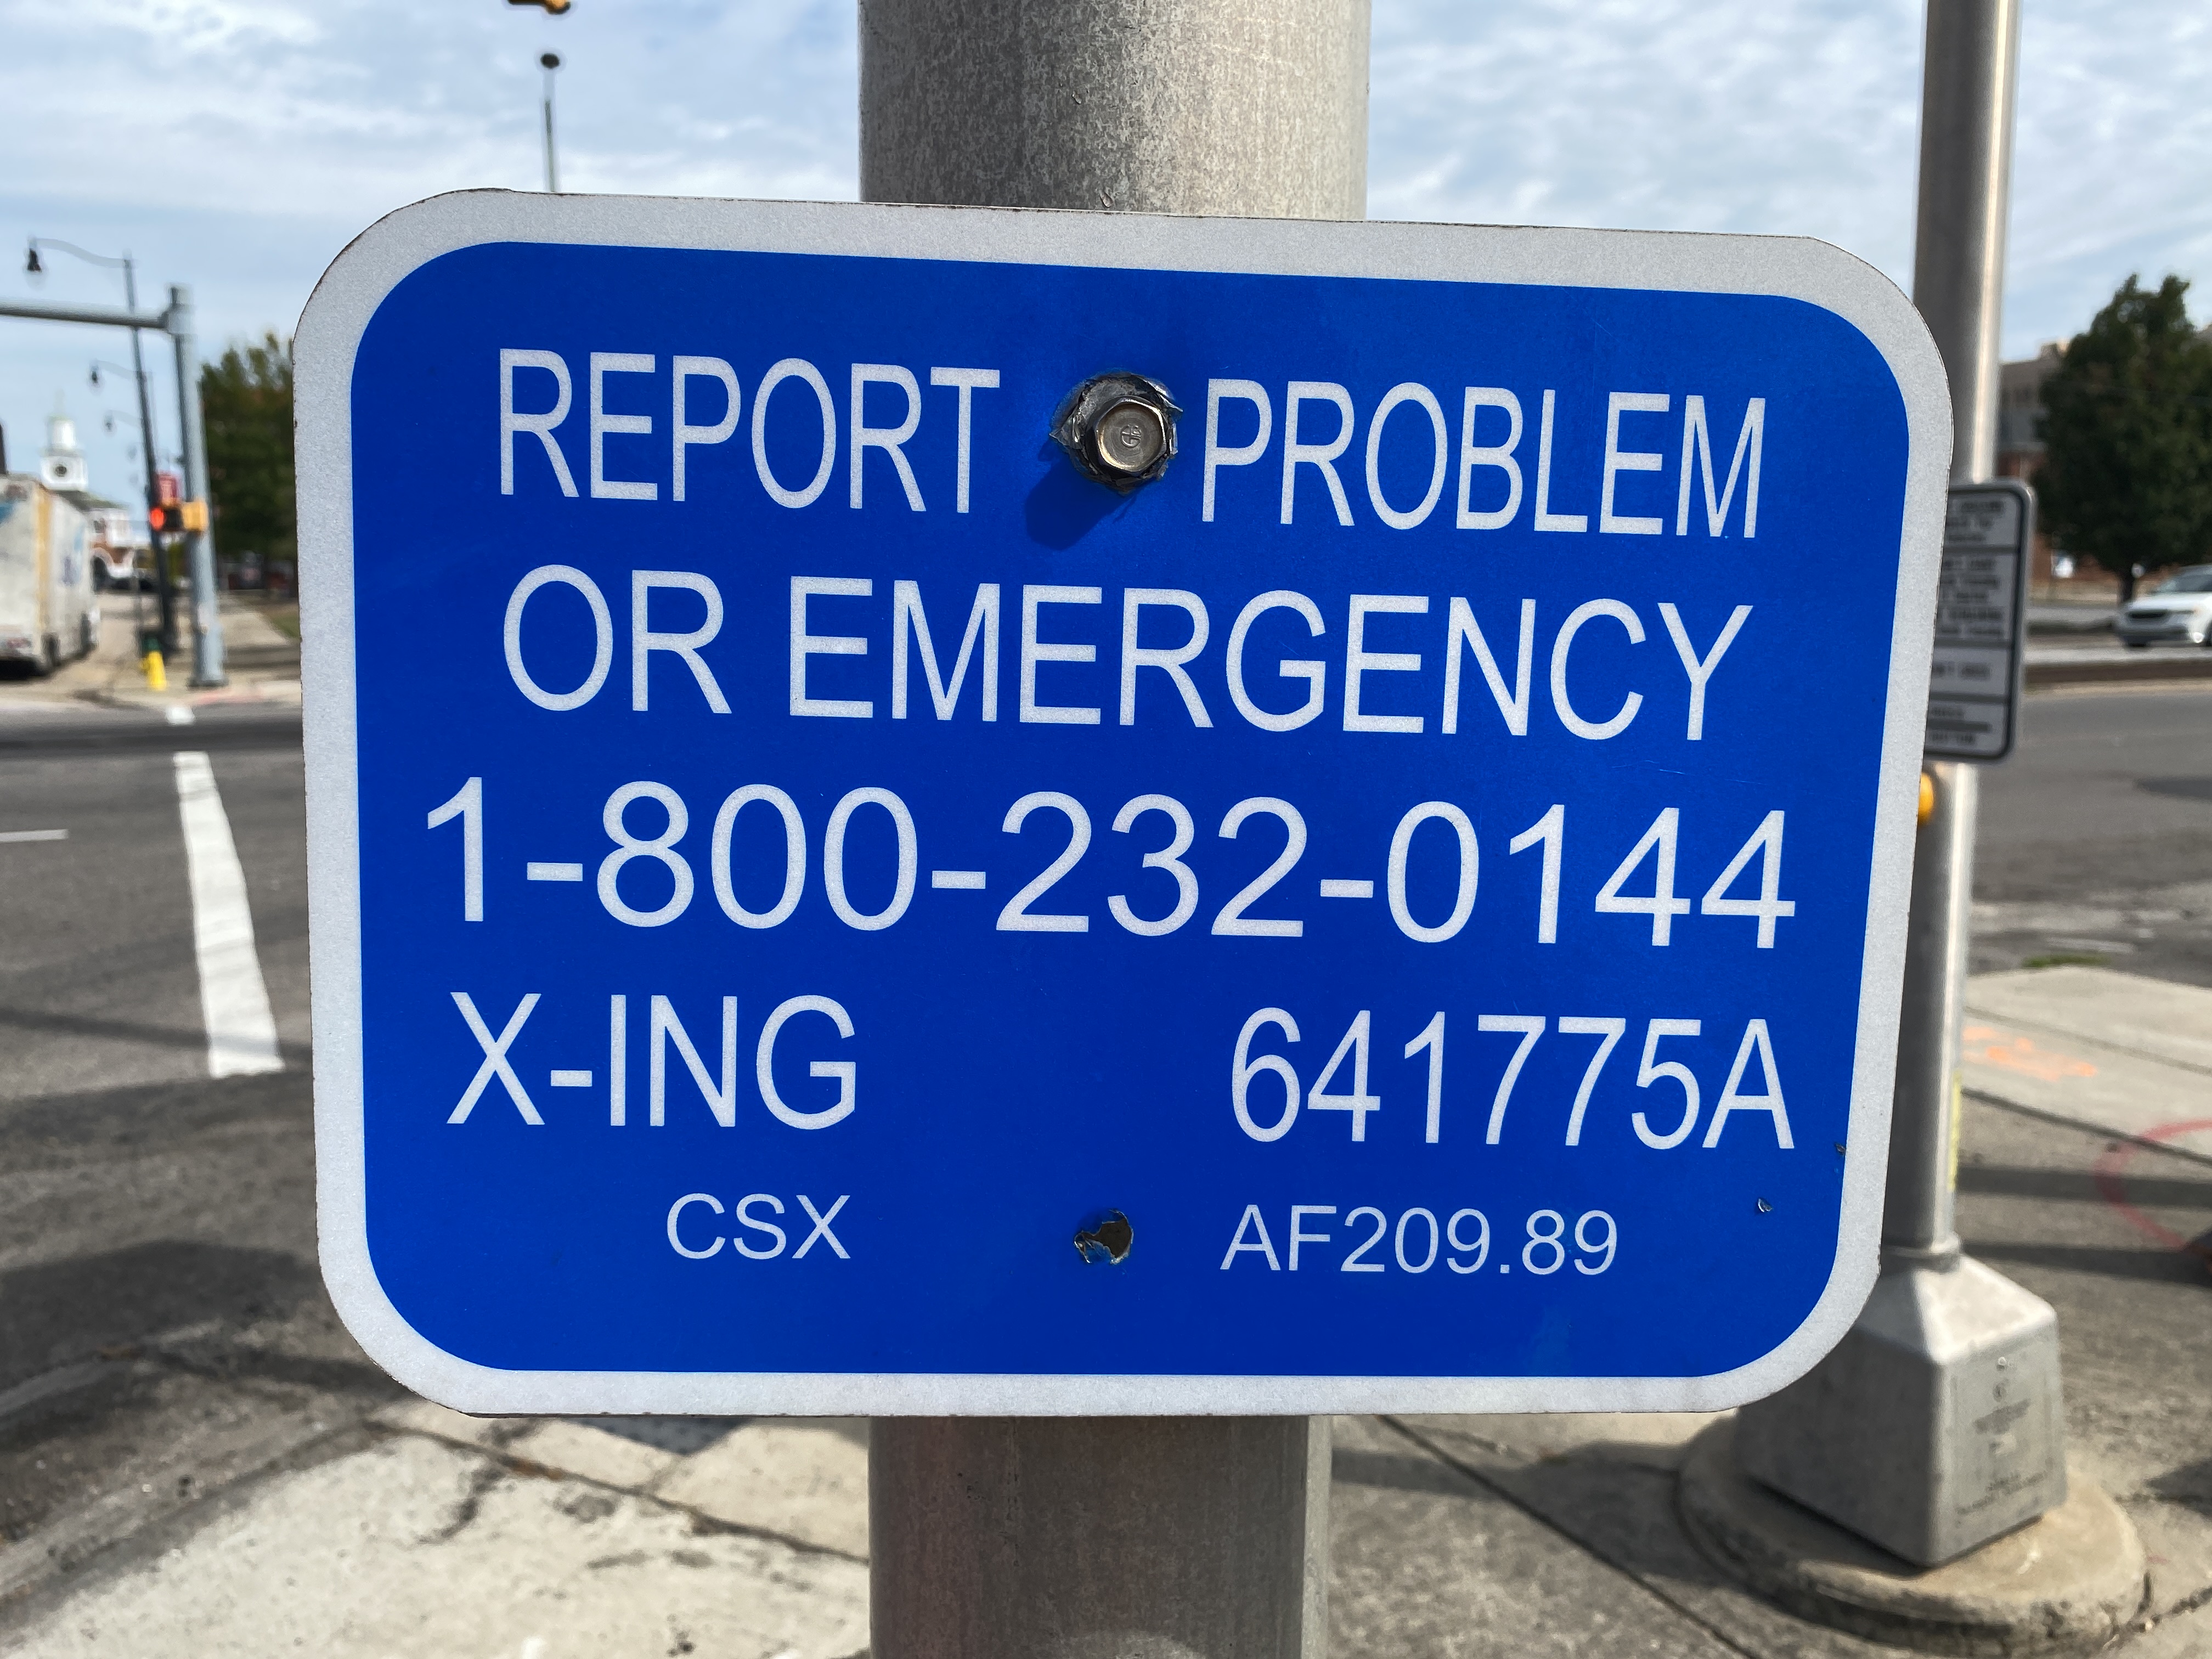 REPORT PROBLEM
OR EMERGENCY
1-800-232-0144
X-ING 641775A
CSX AF209.89